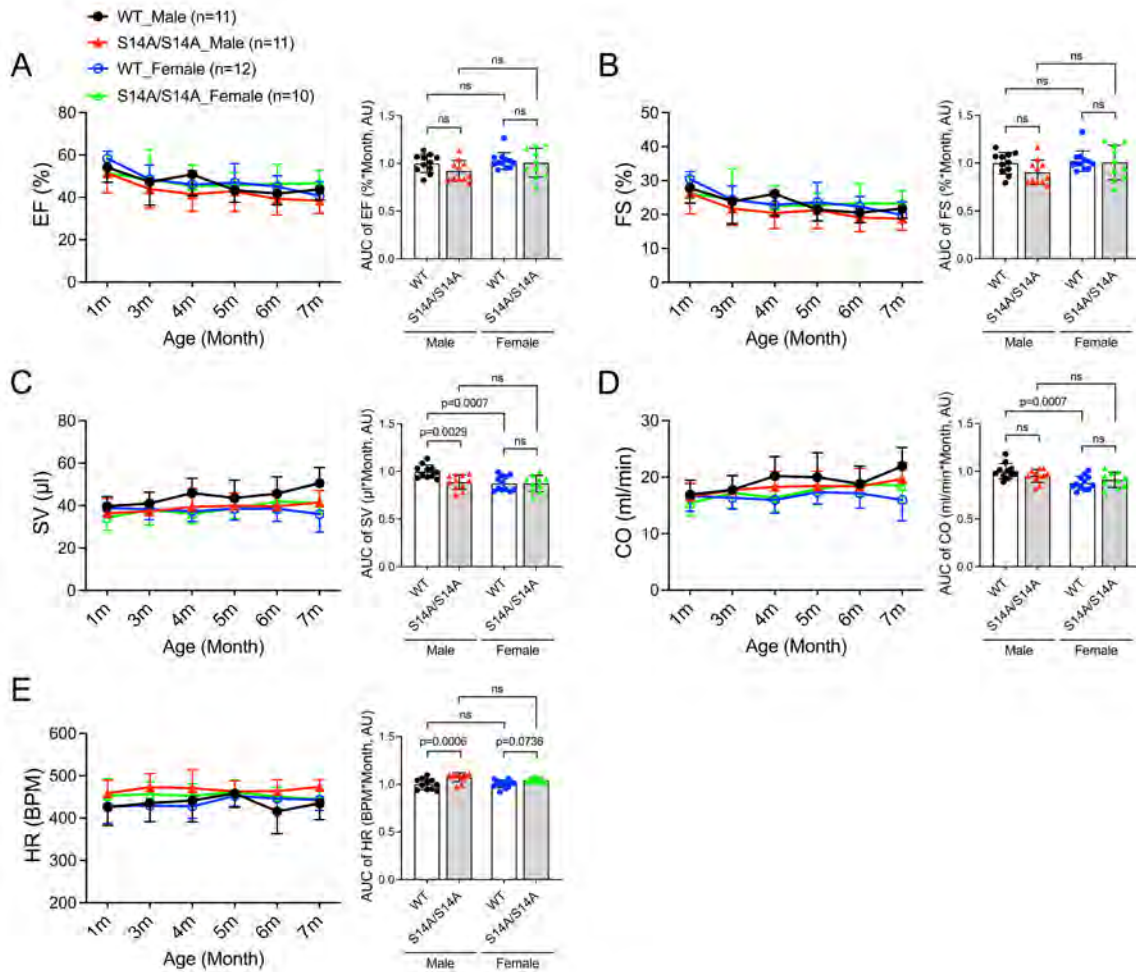 WT_Male (n=11)
S14A/S14A_Male (n=11)
WT_Female (n=12)
S14A/S14A_Female (n=10)
A
80
60
40
20
0
EF (%)
1m 3m 4m 5m 6m 7m
Age (Month)
ns
ns
ns ns
1.5
1.0
0.5
0.0
AUC of EF (%*Month, AU)
WT S14A/S14A WT S14A/S14A
Male Female
B
50
40
30
20
10
0
FS (%)
1m 3m 4m 5m 6m 7m
Age (Month)
ns
ns
ns ns
1.5
1.0
0.5
0.0
AUC of FS (%*Month, AU)
WT S14A/S14A WT S14A/S14A
Male Female
C
80
60
40
20
0
SV (µl)
1m 3m 4m 5m 6m 7m
Age (Month)
ns
p=0.0007
p=0.0029 ns
1.5
1.0
0.5
0.0
AUC of SV (µl*Month, AU)
WT S14A/S14A WT S14A/S14A
Male Female
D
30
20
10
0
CO (ml/min)
1m 3m 4m 5m 6m 7m
Age (Month)
ns
p=0.0007
ns ns
1.5
1.0
0.5
0.0
AUC of CO (ml/min*Month, AU)
WT S14A/S14A WT S14A/S14A
Male Female
E
600
500
400
300
200
HR (BPM)
1m 3m 4m 5m 6m 7m
Age (Month)
ns
ns
p=0.0006 p=0.0736
1.5
1.0
0.5
0.0
AUC of HR (BPM*Month, AU)
WT S14A/S14A WT S14A/S14A
Male Female